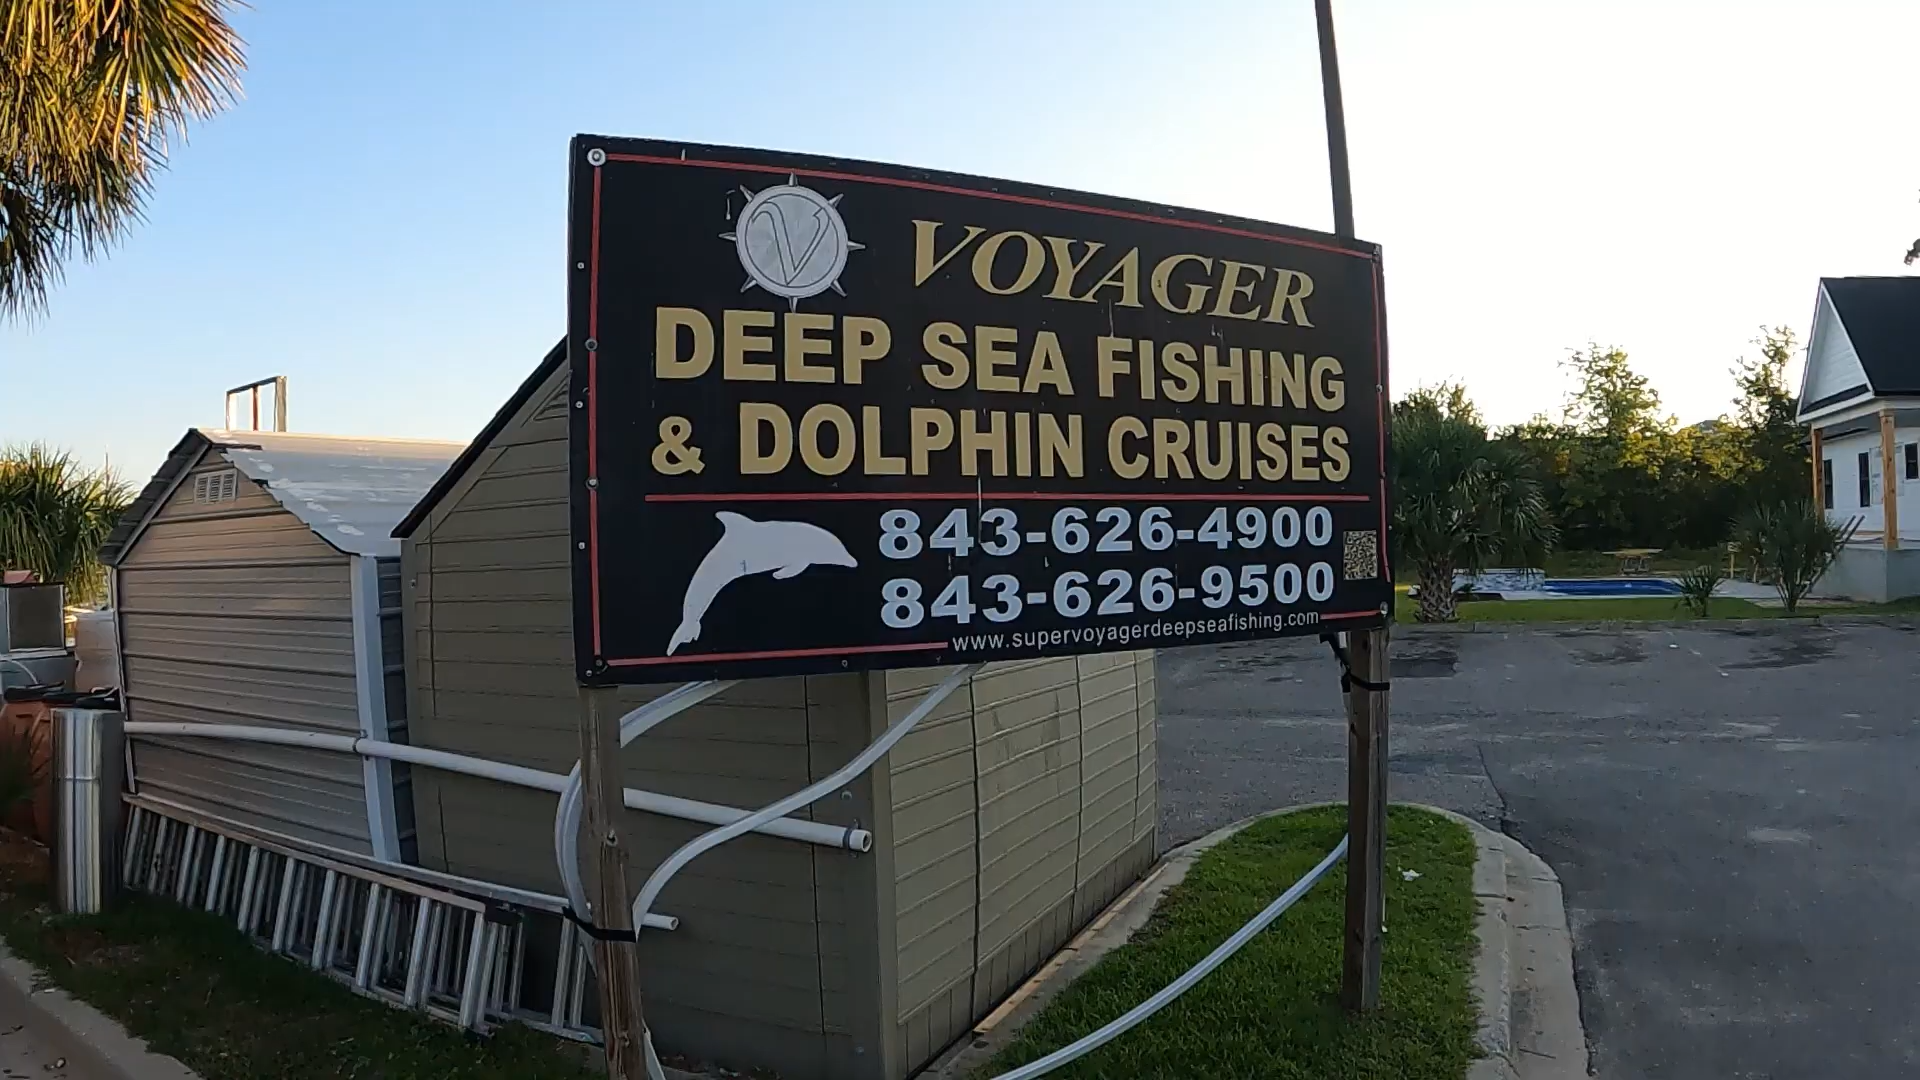 V
VOYAGER
DEEP SEA FISHING
& DOLPHIN CRUISES
843-626-4900
843-626-9500
www.supervoyagerdeepseafishing.com